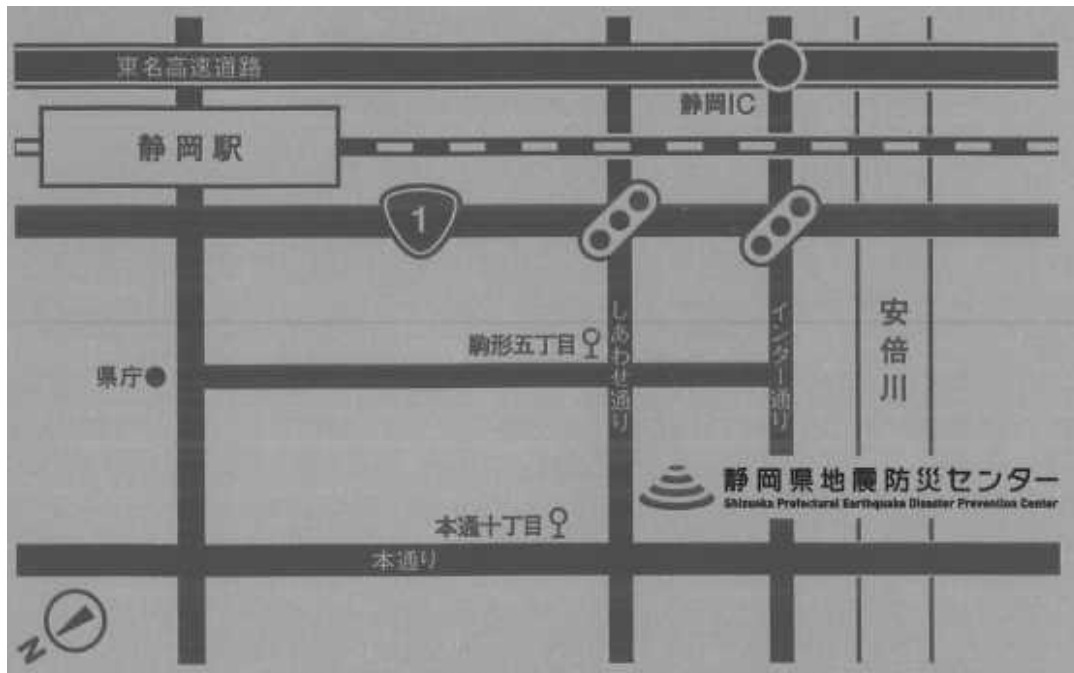 東名高速道路
静岡IC
静岡駅
1
駒形五丁目
しあわせ通り
インター通り
安倍川
県庁
静岡県地震防災センター
Shizuoka Prefectural Earthquake Disaster Prevention Center
本通十丁目
本通り
N